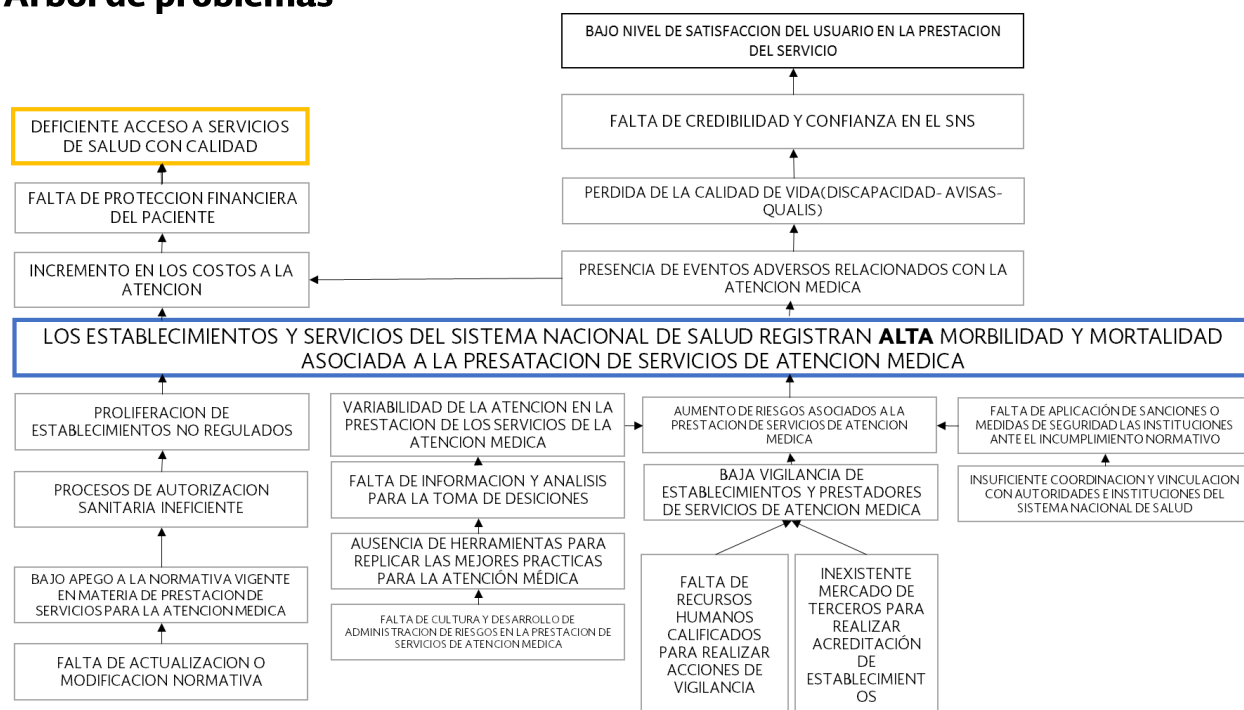 Árbol de problemas
BAJO NIVEL DE SATISFACCION DEL USUARIO EN LA PRESTACION
DEL SERVICIO
FALTA DE CREDIBILIDAD Y CONFIANZA EN EL SNS
DEFICIENTE ACCESO A SERVICIOS
DE SALUD CON CALIDAD
PERDIDA DE LA CALIDAD DE VIDA(DISCAPACIDAD- AVISAS-
QUALIS)
FALTA DE PROTECCION FINANCIERA
DEL PACIENTE
PRESENCIA DE EVENTOS ADVERSOS RELACIONADOS CON LA
ATENCION MEDICA
INCREMENTO EN LOS COSTOS A LA
ATENCION
LOS ESTABLECIMIENTOS Y SERVICIOS DEL SISTEMA NACIONAL DE SALUD REGISTRAN ALTA MORBILIDAD Y MORTALIDAD
ASOCIADA A LA PRESATACION DE SERVICIOS DE ATENCION MEDICA
PROLIFERACION DE
ESTABLECIMIENTOS NO REGULADOS
PROCESOS DE AUTORIZACION
SANITARIA INEFICIENTE
BAJO APEGO A LA NORMATIVA VIGENTE
EN MATERIA DE PRESTACION DE
SERVICIOS PARA LA ATENCION MEDICA
FALTA DE ACTUALIZACION O
MODIFICACION NORMATIVA
VARIABILIDAD DE LA ATENCION EN LA
PRESTACION DE LOS SERVICIOS DE LA
ATENCION MEDICA
FALTA DE INFORMACION Y ANALISIS
PARA LA TOMA DE DESICIONES
AUSENCIA DE HERRAMIENTAS PARA
REPLICAR LAS MEJORES PRACTICAS
PARA LA ATENCIÓN MÉDICA
FALTA DE CULTURA Y DESARROLLO DE
ADMINISTRACION DE RIESGOS EN LA PRESTACION DE
SERVICIOS DE ATENCION MEDICA
AUMENTO DE RIESGOS ASOCIADOS A LA
PRESTACION DE SERVICIOS DE ATENCION
MEDICA
BAJA VIGILANCIA DE
ESTABLECIMIENTOS Y PRESTADORES
DE SERVICIOS DE ATENCION MEDICA
FALTA DE
RECURSOS
HUMANOS
CALIFICADOS
PARA REALIZAR
ACCIONES DE
VIGILANCIA
INEXISTENTE
MERCADO DE
TERCEROS PARA
REALIZAR
ACREDITACIÓN
DE
ESTABLECIMIENT
OS
FALTA DE APLICACIÓN DE SANCIONES O
MEDIDAS DE SEGURIDAD LAS INSTITUCIONES
ANTE EL INCUMPLIMIENTO NORMATIVO
INSUFICIENTE COORDINACION Y VINCULACION
CON AUTORIDADES E INSTITUCIONES DEL
SISTEMA NACIONAL DE SALUD